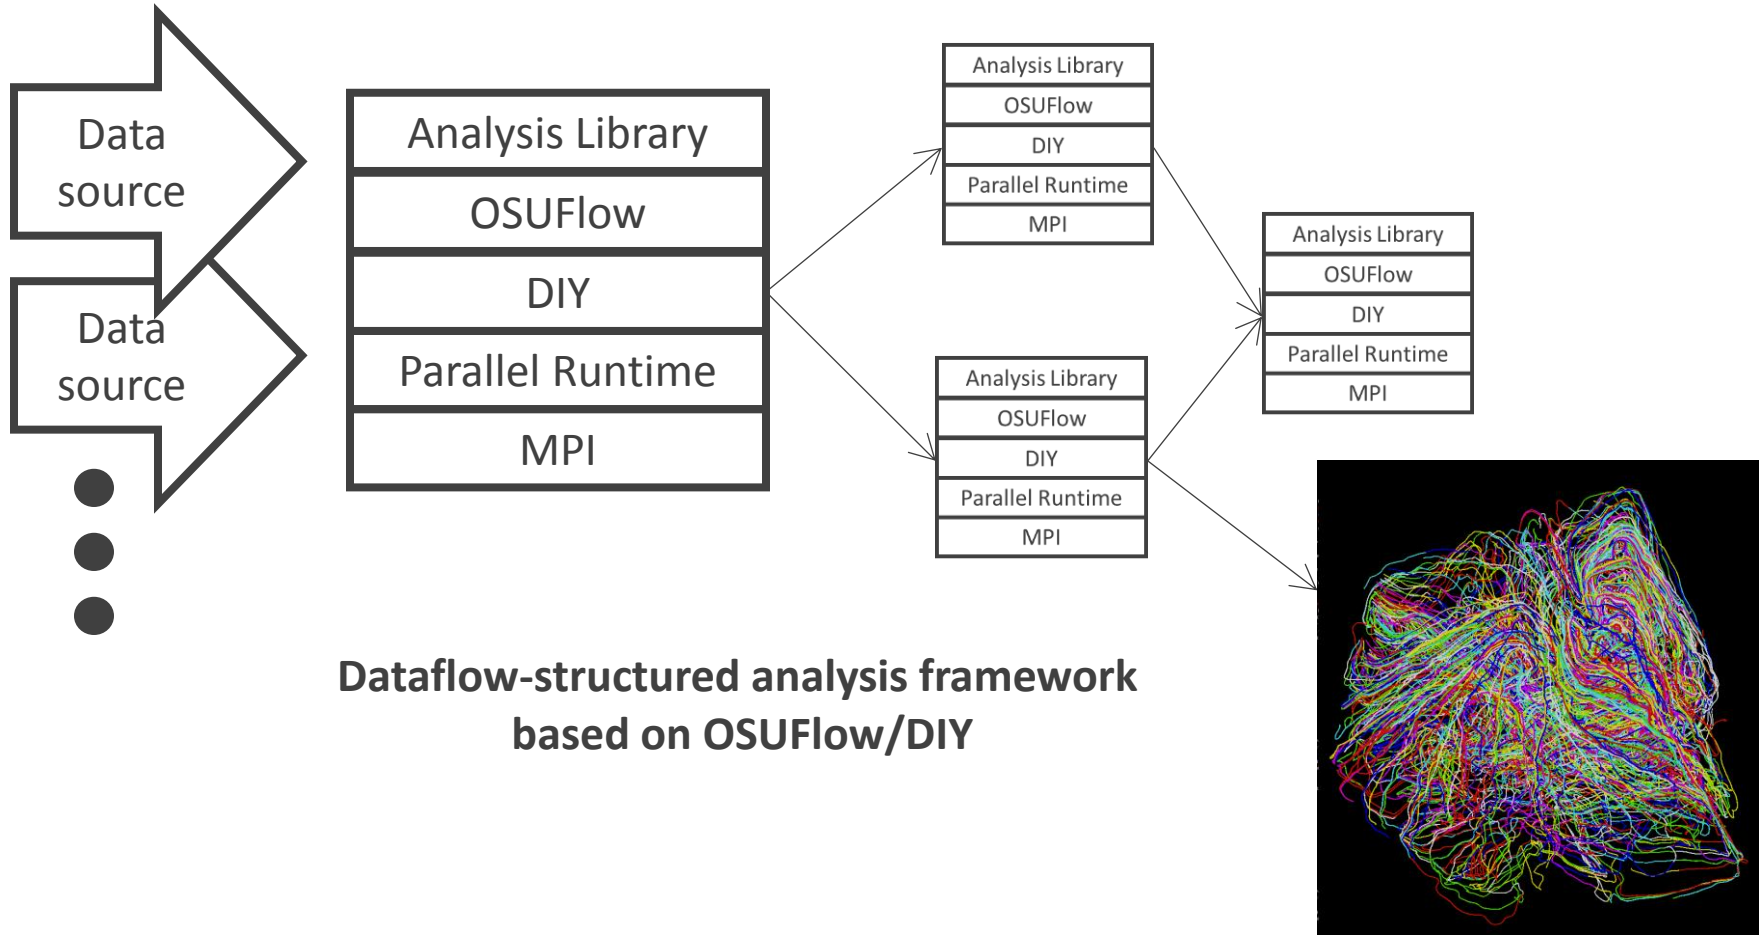 Data
source
Data
source
Analysis Library
OSUFlow
DIY
Parallel Runtime
MPI
Analysis Library
OSUFlow
DIY
Parallel Runtime
MPI
Analysis Library
OSUFlow
DIY
Parallel Runtime
MPI
Analysis Library
OSUFlow
DIY
Parallel Runtime
MPI
Dataflow-structured analysis framework
based on OSUFlow/DIY